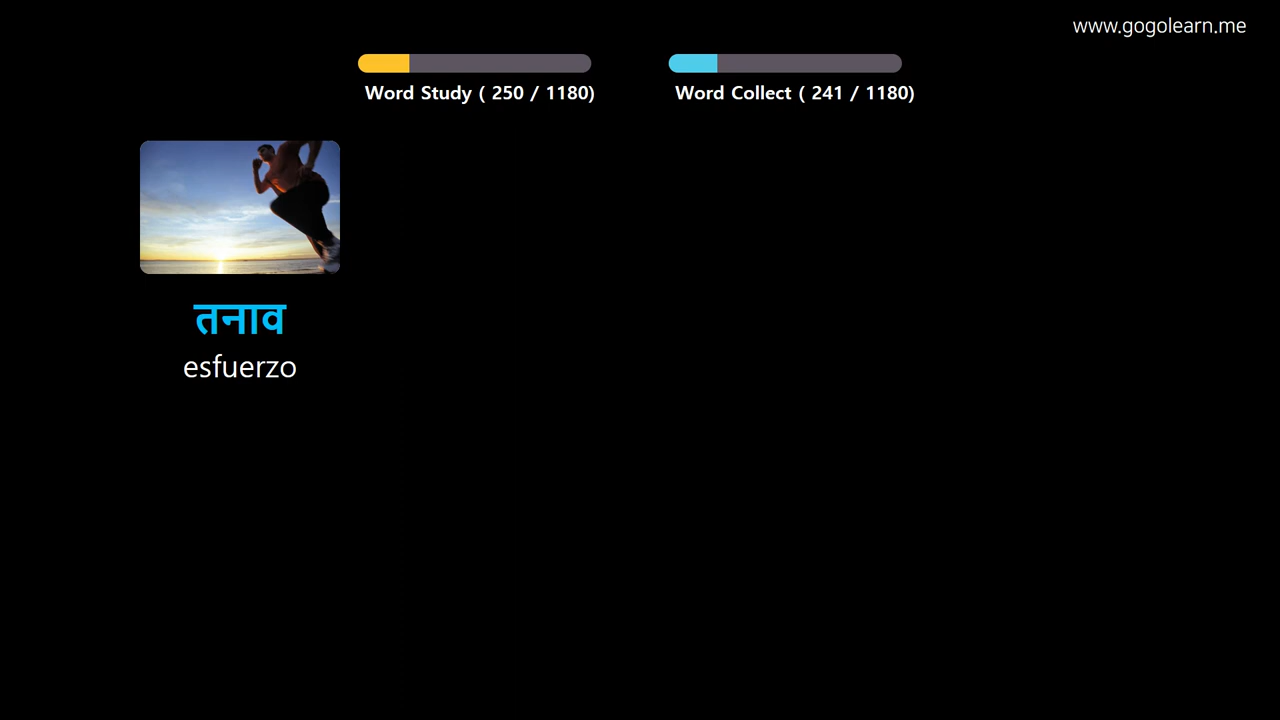 www.gogolearn.me
Word Study ( 250 / 1180)
Word Collect ( 241 / 1180)
तनाव
esfuerzo